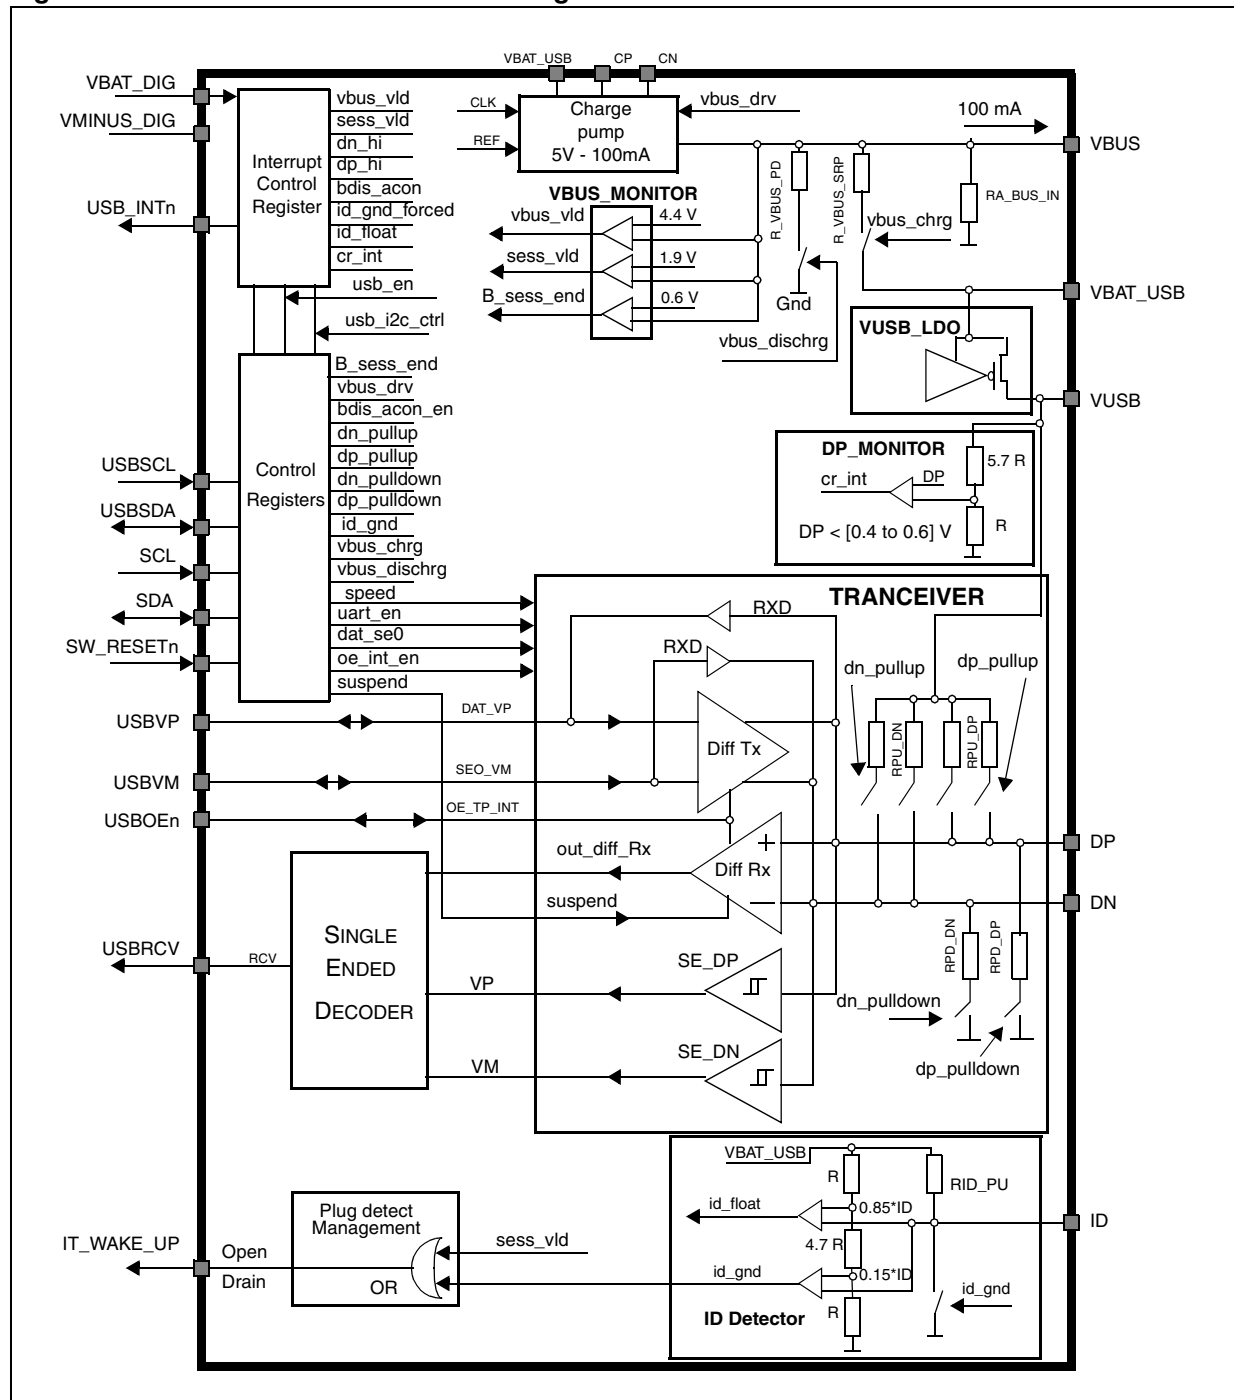 VBAT_USB
CP
CN
VBAT_DIG
VMINUS_DIG
USB_INTn
Interrupt
Control
Register
vbus_vld
sess_vld
dn_hi
dp_hi
bdis_acon
id_gnd_forced
id_float
cr_int
usb_en
usb_i2c_ctrl
CLK
REF
Charge
pump
5V - 100mA
vbus_drv
100 mA
VBUS
VBUS_MONITOR
vbus_vld
4.4 V
sess_vld
1.9 V
B_sess_end
0.6 V
R_VBUS_PD
R_VBUS_SRP
RA_BUS_IN
vbus_chrg
Gnd
vbus_dischrg
VBAT_USB
VUSB_LDO
VUSB
DP_MONITOR
5.7 R
cr_int
DP
DP < [0.4 to 0.6] V
R
USBSCL
USBSDA
SCL
SDA
SW_RESETn
Control
Registers
B_sess_end
vbus_drv
bdis_acon_en
dn_pullup
dp_pullup
dn_pulldown
dp_pulldown
id_gnd
vbus_chrg
vbus_dischrg
speed
uart_en
dat_se0
oe_int_en
suspend
TRANCEIVER
RXD
RXD
dn_pullup
dp_pullup
USBVP
DAT_VP
Diff Tx
RPU_DN
RPU_DP
USBVM
SEO_VM
USBOEn
OE_TP_INT
DP
out_diff_Rx
Diff Rx
+
−
suspend
DN
SINGLE
ENDED
DECODER
USBRCV
RCV
SE_DP
VP
SE_DN
VM
RPD_DN
RPD_DP
dn_pulldown
dp_pulldown
VBAT_USB
R
RID_PU
id_float
0.85*ID
ID
4.7 R
id_gnd
0.15*ID
R
id_gnd
ID Detector
Plug detect
Management
sess_vld
OR
IT_WAKE_UP
Open
Drain